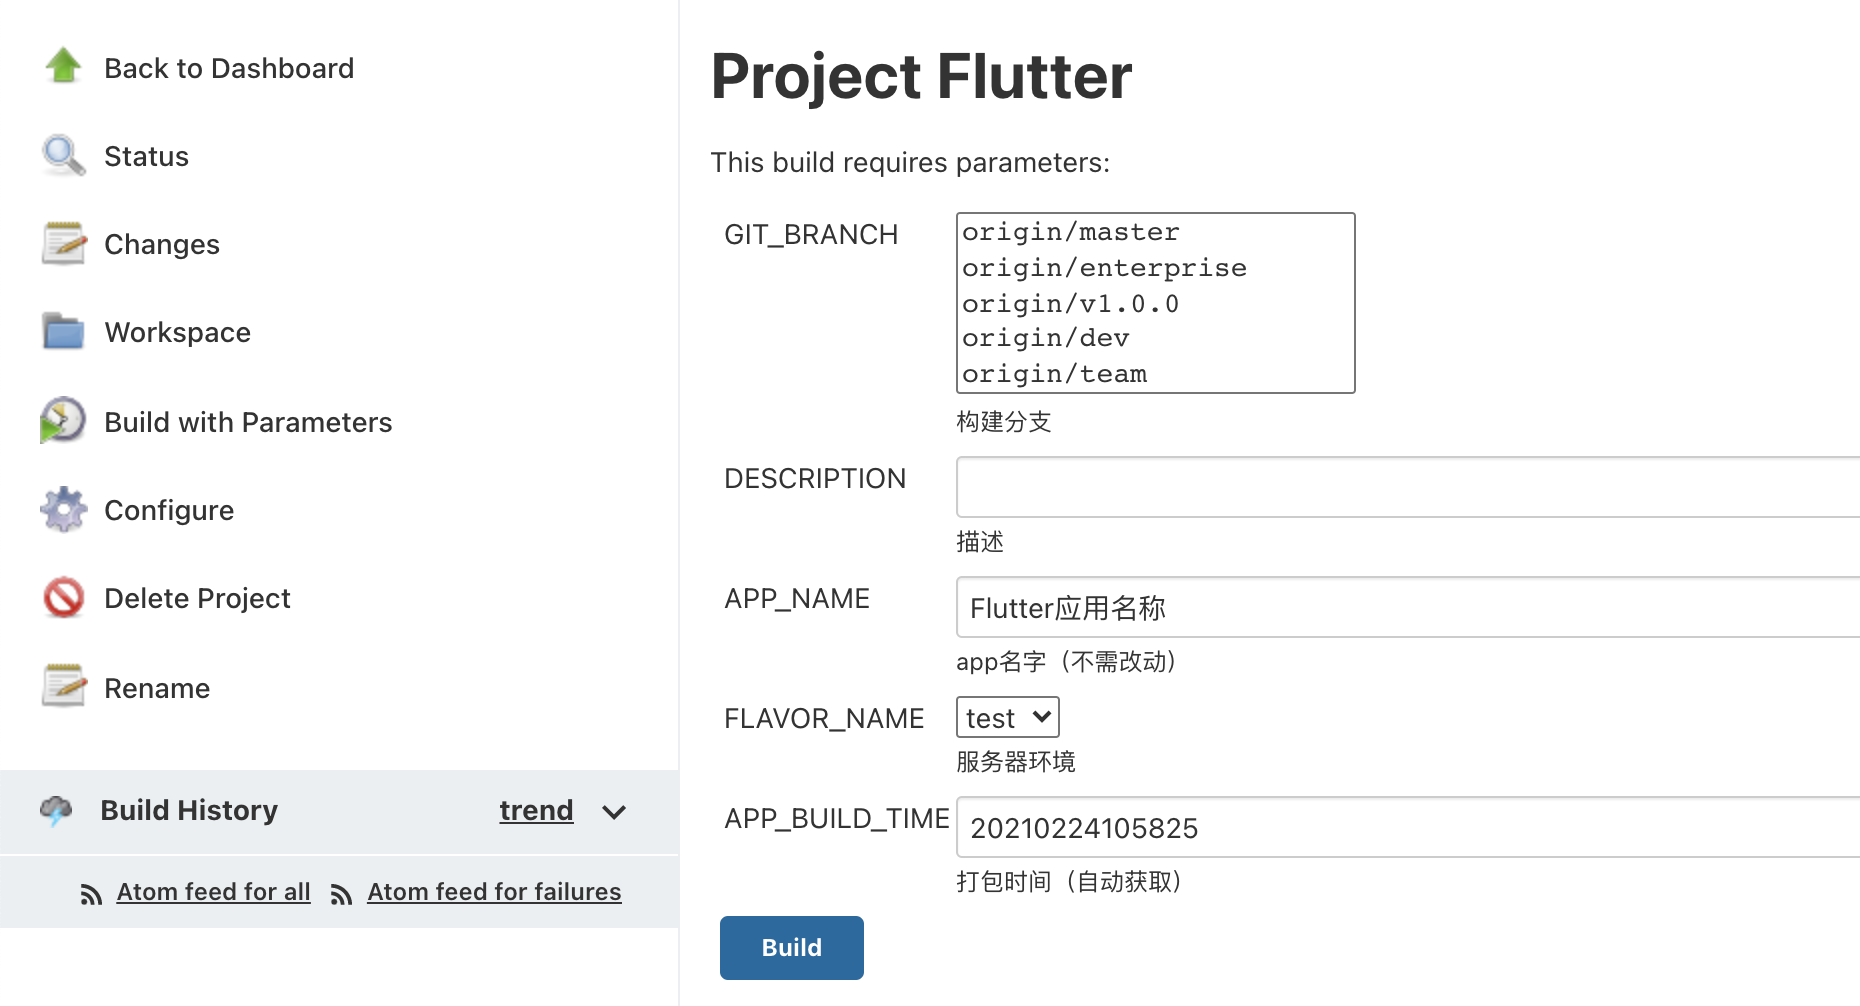 Back to Dashboard
Status
Changes
Workspace
Build with Parameters
Configure
Delete Project
Rename
Build History trend
Atom feed for all Atom feed for failures
Project Flutter
This build requires parameters:
GIT_BRANCH
origin/master
origin/enterprise
origin/v1.0.0
origin/dev
origin/team
构建分支
DESCRIPTION
描述
APP_NAME
Flutter应用名称
app名字（不需改动）
FLAVOR_NAME
test
服务器环境
APP_BUILD_TIME
20210224105825
打包时间（自动获取）
Build